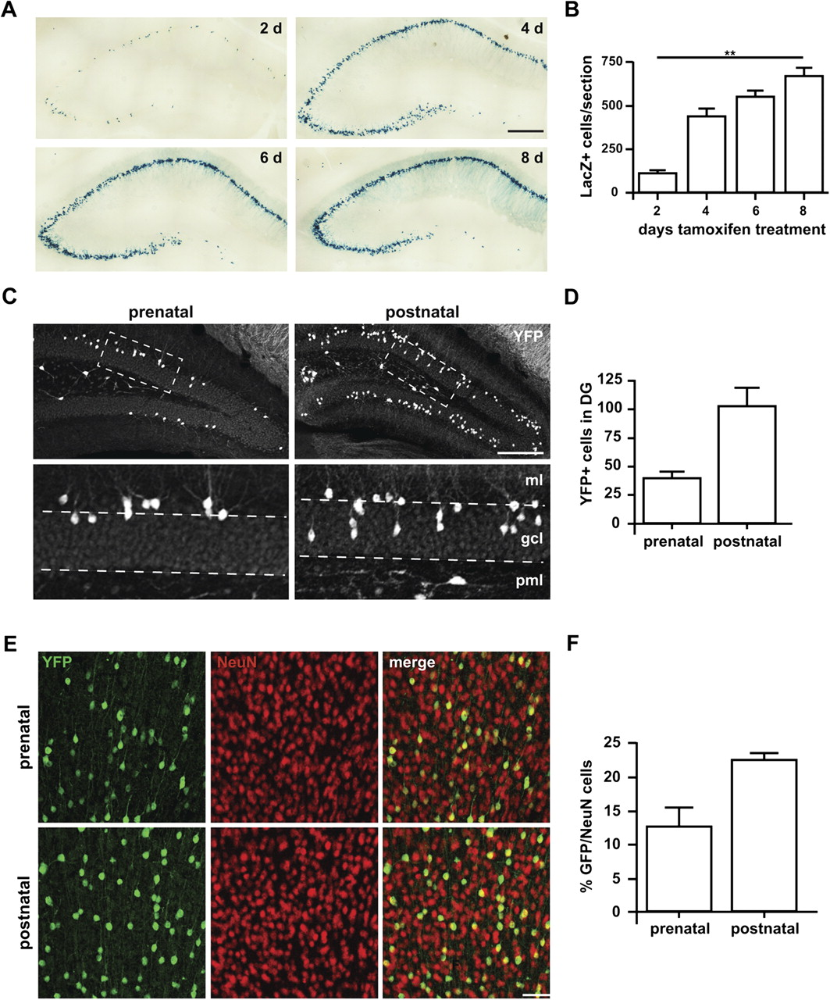 A
2 d
4 d
6 d
8 d
B
LacZ+ cells/section
750
500
250
0
**
2 4 6 8
days tamoxifen treatment
C
prenatal
postnatal
YFP
ml
gcl
pml
D
YFP+ cells in DG
125
100
75
50
25
0
prenatal postnatal
E
YFP
NeuN
merge
prenatal
postnatal
F
% GFP/NeuN cells
25
20
15
10
5
0
prenatal postnatal